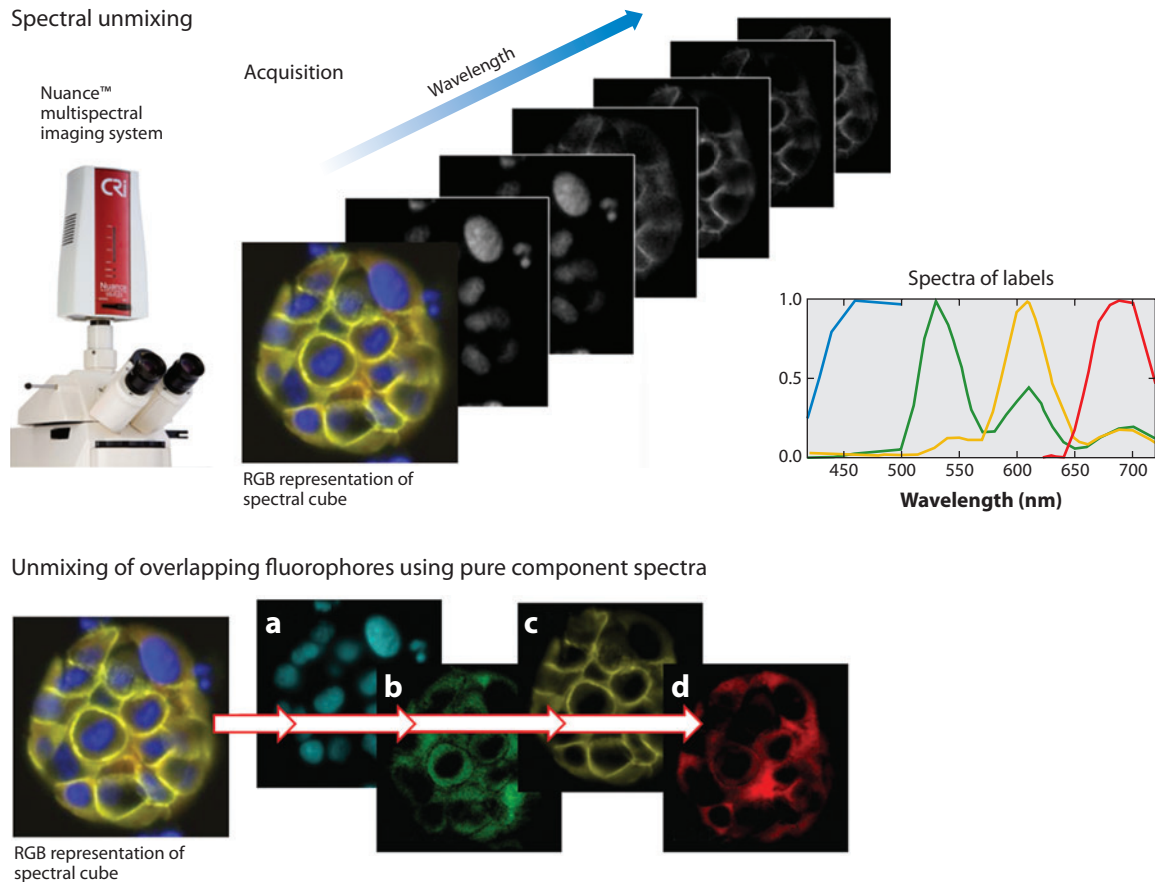 Spectral unmixing
Nuance™
multispectral
imaging system
Acquisition
Wavelength
CRi
Nuance
RGB representation of
spectral cube
Spectra of labels
1.0
0.5
0.0
450 500 550 600 650 700
Wavelength (nm)
Unmixing of overlapping fluorophores using pure component spectra
a
b
c
d
RGB representation of
spectral cube